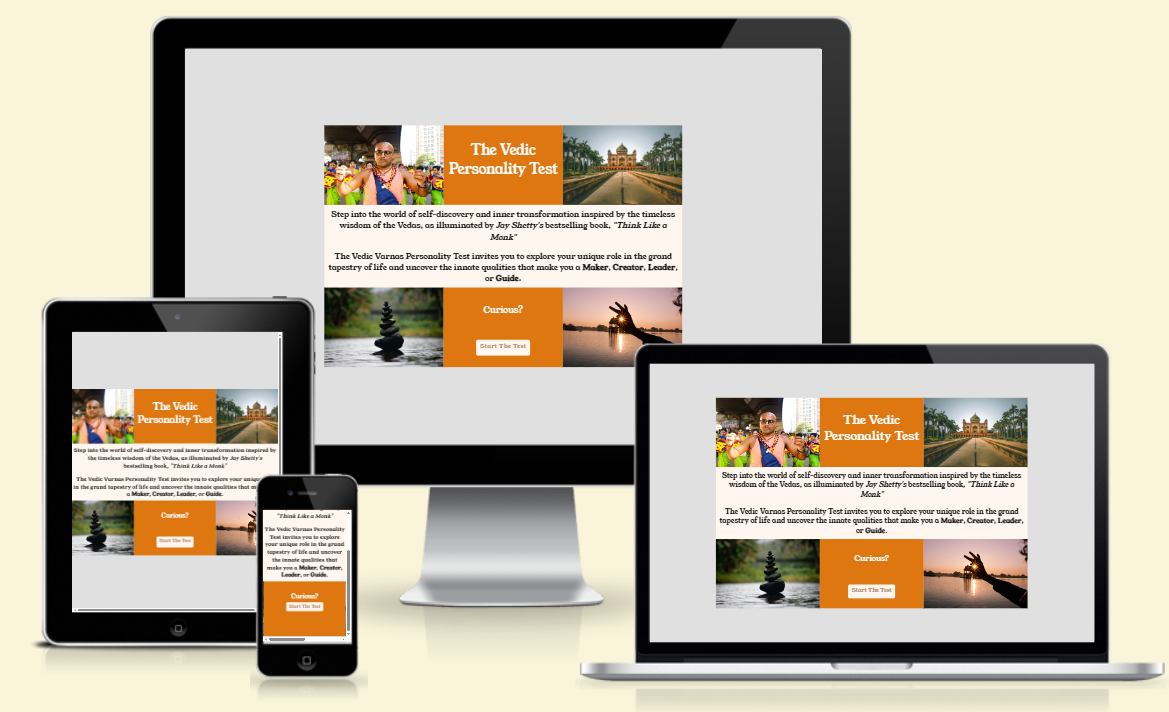 The Vedic
Personality Test
Step into the world of self-discovery and inner transformation inspired by the timeless
wisdom of the Vedas, as illuminated by Jay Shetty's bestselling book, "Think Like a
Monk"
The Vedic Varnas Personality Test invites you to explore your unique role in the grand
tapestry of life and uncover the innate qualities that make you a Maker, Creator, Leader,
or Guide.
Curious?
Start The Test
The Vedic
Personality Test
Step into the world of self-discovery and inner transformation inspired by
the timeless wisdom of the Vedas, as illuminated by Jay Shetty's
bestselling book, "Think Like a Monk"
The Vedic Varnas Personality Test invites you to explore your
in the grand tapestry of life and uncover the innate qualities that
a Maker, Creator, Leader, or Guide.
Curious?
Start The Test
"Think Like a Monk"
The Vedic Varnas Personality
Test invites you to explore
your unique role in the grand
tapestry of life and uncover
the innate qualities that
make you a Maker, Creator,
Leader, or Guide.
Curious?
Start The Test
The Vedic
Personality Test
Step into the world of self-discovery and inner transformation inspired by the timeless
wisdom of the Vedas, as illuminated by Jay Shetty's bestselling book, "Think Like a
Monk"
The Vedic Varnas Personality Test invites you to explore your unique role in the grand
tapestry of life and uncover the innate qualities that make you a Maker, Creator, Leader,
or Guide.
Curious?
Start The Test